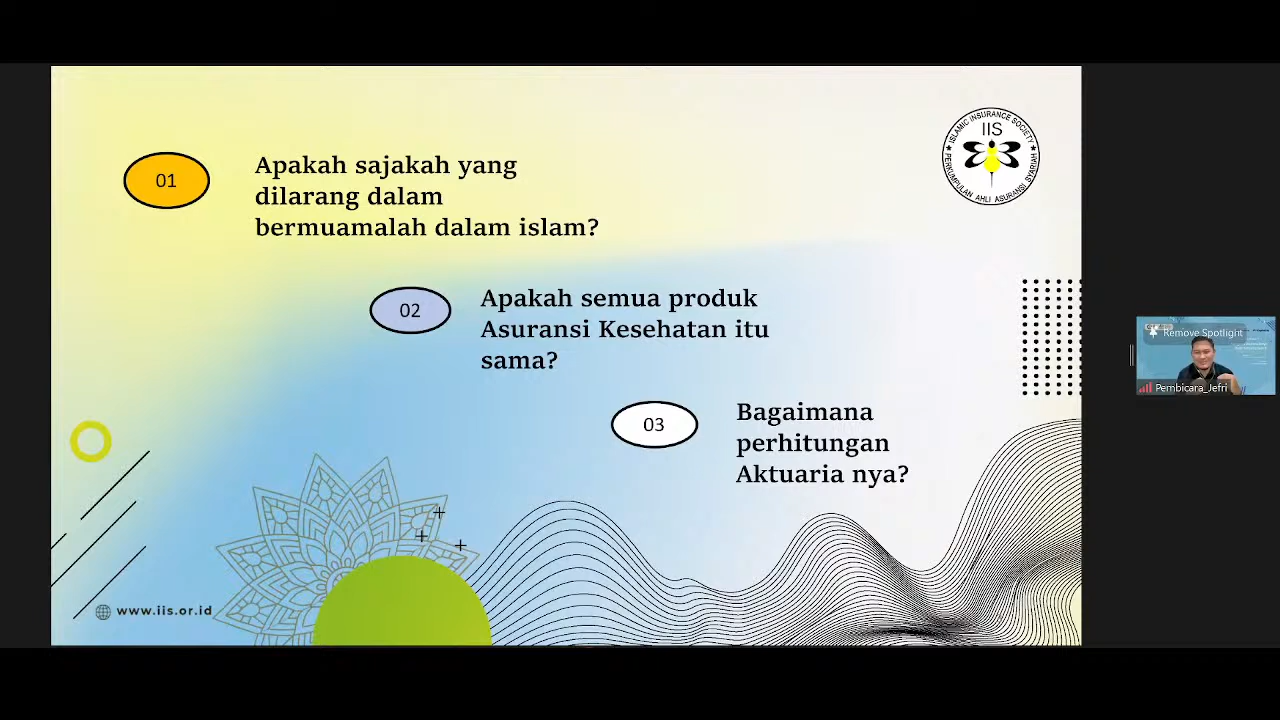 01
Apakah sajakah yang
dilarang dalam
bermuamalah dalam islam?
ISLAMIC INSURANCE SOCIETY
IIS
PERKUMPULAN AHLI ASURANSI SYARIAH
02
Apakah semua produk
Asuransi Kesehatan itu
sama?
03
Bagaimana
perhitungan
Aktuaria nya?
Remove Spotlight
Pembicara_Jefri
www.iis.or.id